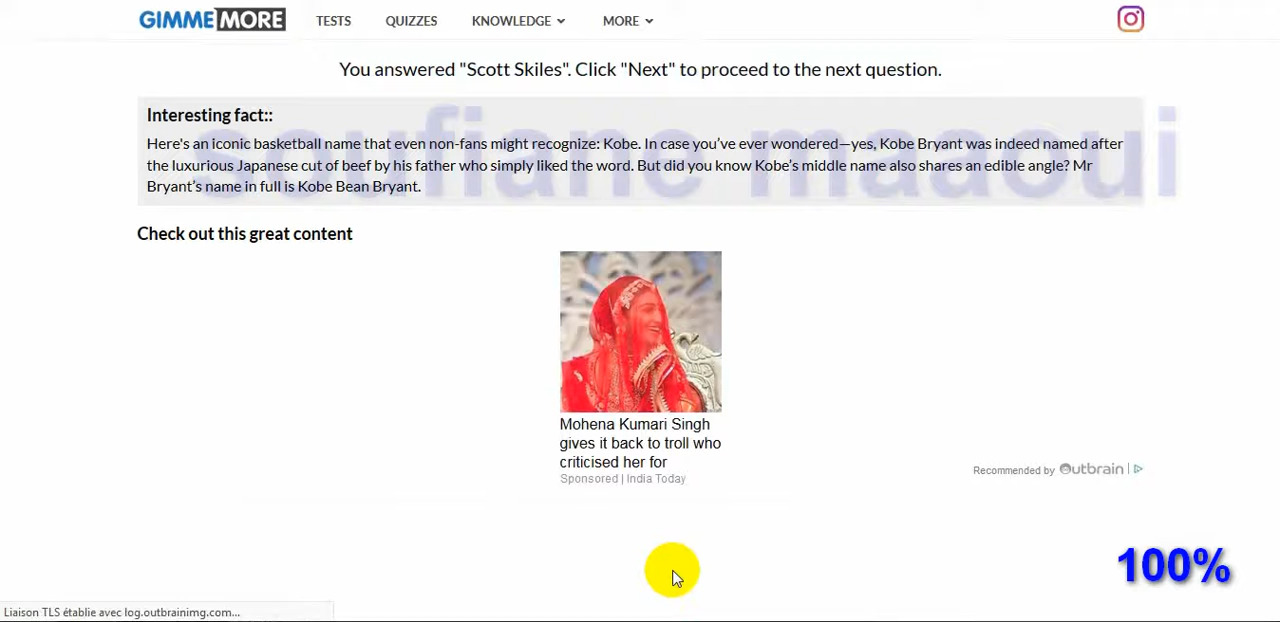 GIMMEMORE TESTS QUIZZES KNOWLEDGE MORE
You answered "Scott Skiles". Click "Next" to proceed to the next question.
soufiane maaoui
Interesting fact::
Here's an iconic basketball name that even non-fans might recognize: Kobe. In case you've ever wondered—yes, Kobe Bryant was indeed named after
the luxurious Japanese cut of beef by his father who simply liked the word. But did you know Kobe's middle name also shares an edible angle? Mr
Bryant's name in full is Kobe Bean Bryant.
Check out this great content
Mohena Kumari Singh
gives it back to troll who
criticised her for
Sponsored | India Today
Recommended by Outbrain
100%
Liaison TLS établie avec log.outbrainimg.com...